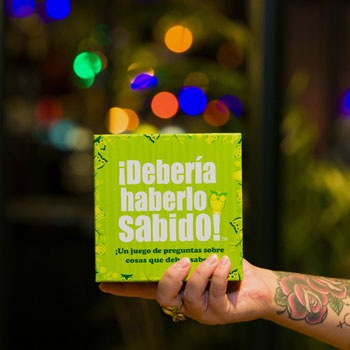 ¡Debería
haberlo
sabido!
¡Un juego de preguntas sobre
cosas que